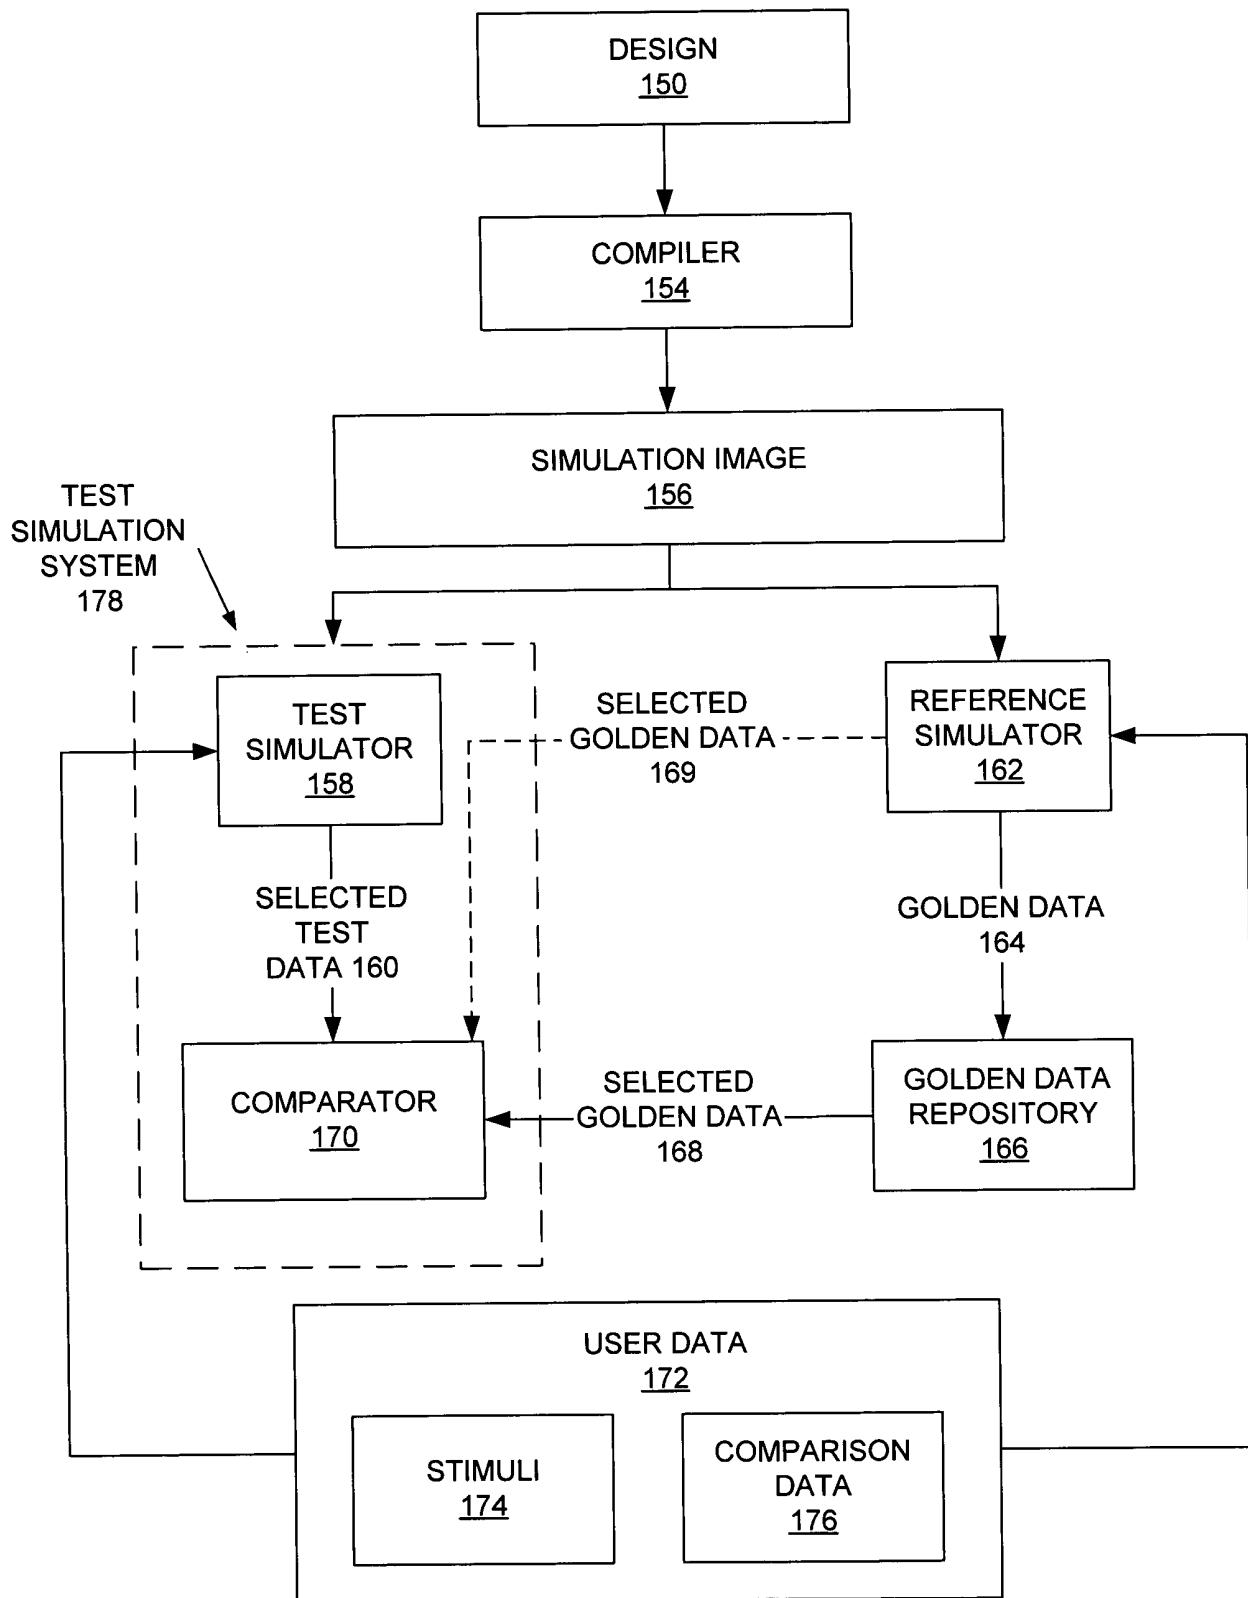 DESIGN
150
COMPILER
154
SIMULATION IMAGE
156
TEST
SIMULATION
SYSTEM
178
TEST
SIMULATOR
158
SELECTED
GOLDEN DATA
169
REFERENCE
SIMULATOR
162
SELECTED
TEST
DATA 160
GOLDEN DATA
164
COMPARATOR
170
SELECTED
GOLDEN DATA
168
GOLDEN DATA
REPOSITORY
166
USER DATA
172
STIMULI
174
COMPARISON
DATA
176